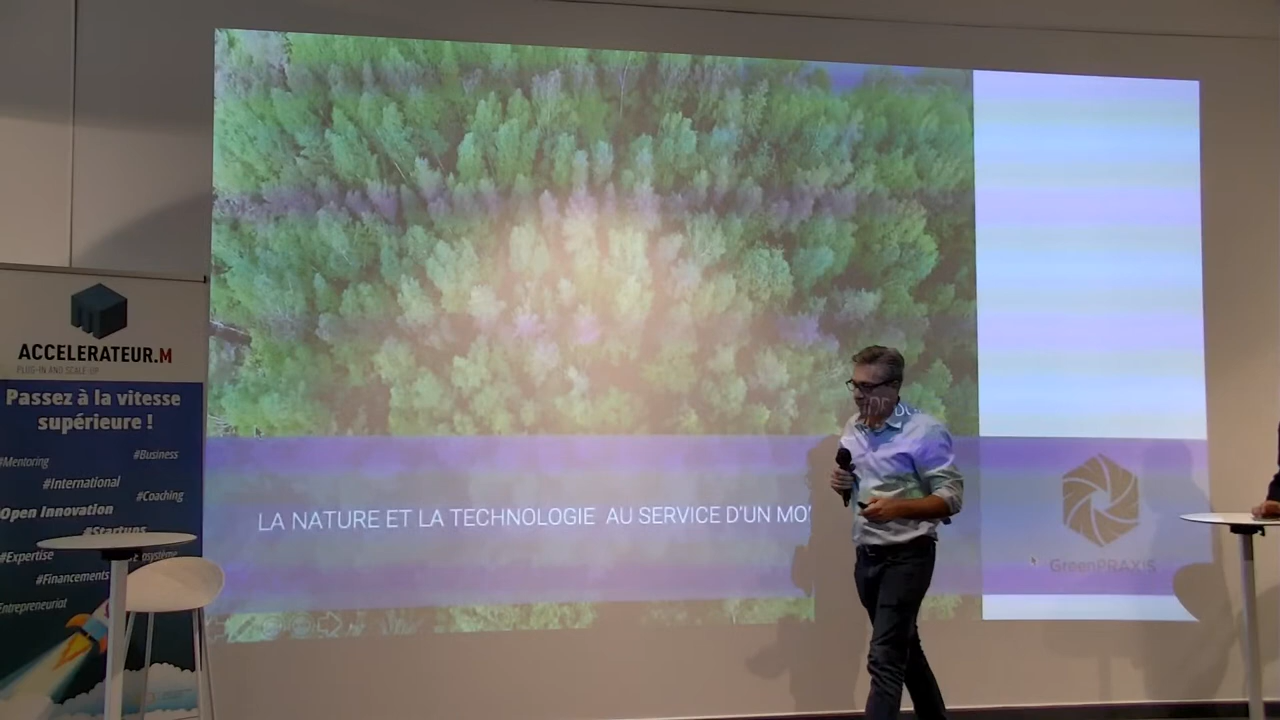 ACCELERATEUR.M
PLUG-IN AND SCALE-UP
Passez à la vitesse
supérieure !
#Mentoring
#Business
#International
#Coaching
Open Innovation
#Startups
#Expertise
#Financements
Entrepreneuriat
LA NATURE ET LA TECHNOLOGIE AU SERVICE D'UN
GreenPRAXIS